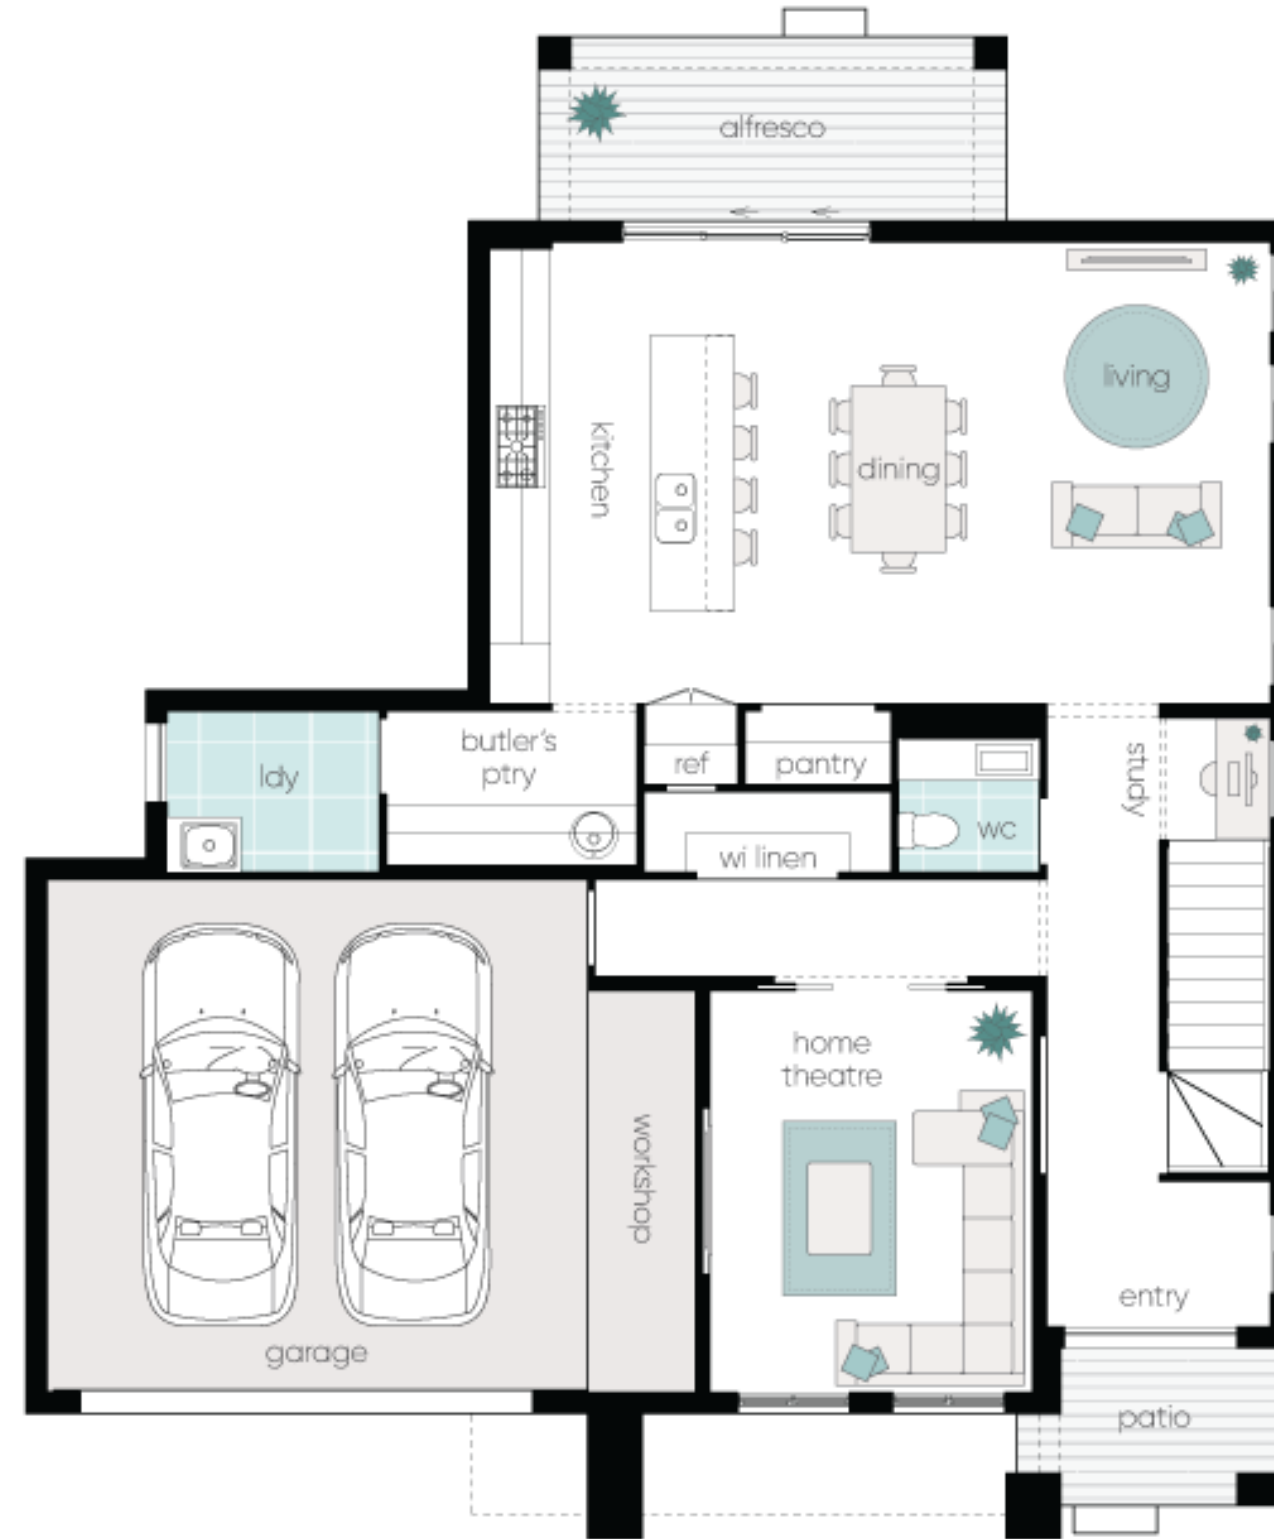 alfresco
living
kitchen
dining
butler's
ptry
ref
pantry
study
ldy
wc
wi linen
home
theatre
workshop
entry
garage
patio